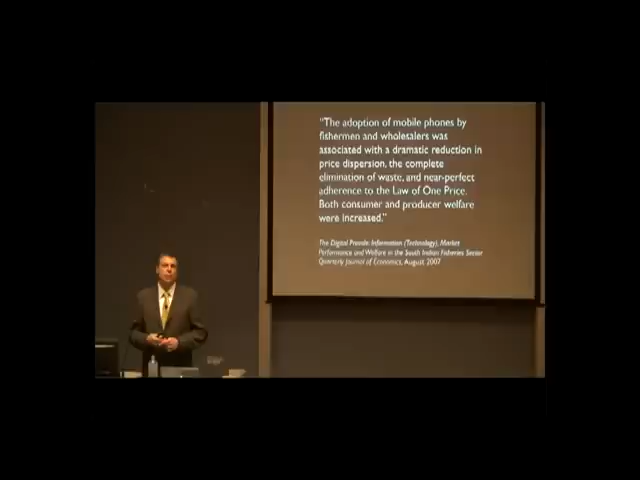 "The adoption of mobile phones by
fishermen and wholesalers was
associated with a dramatic reduction in
price dispersion, the complete
elimination of waste, and near-perfect
adherence to the Law of One Price.
Both consumer and producer welfare
were increased."
The Digital Provide: Information (Technology), Market
Performance and Welfare in the South Indian Fisheries Sector
Quarterly Journal of Economics, August 2007